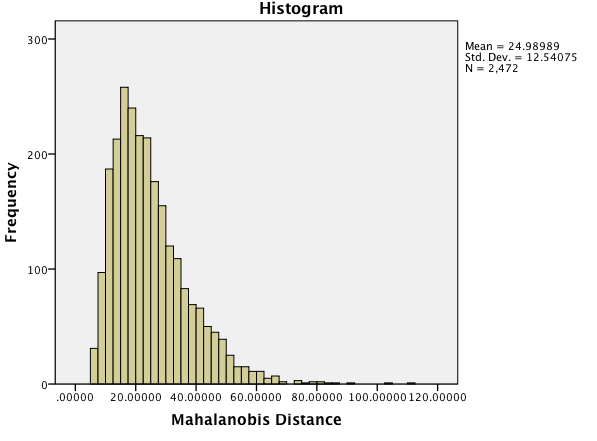 Histogram
Mean = 24.98989
Std. Dev. = 12.54075
N = 2,472
300
200
100
0
Frequency
.00000 20.00000 40.00000 60.00000 80.00000 100.00000 120.00000
Mahalanobis Distance